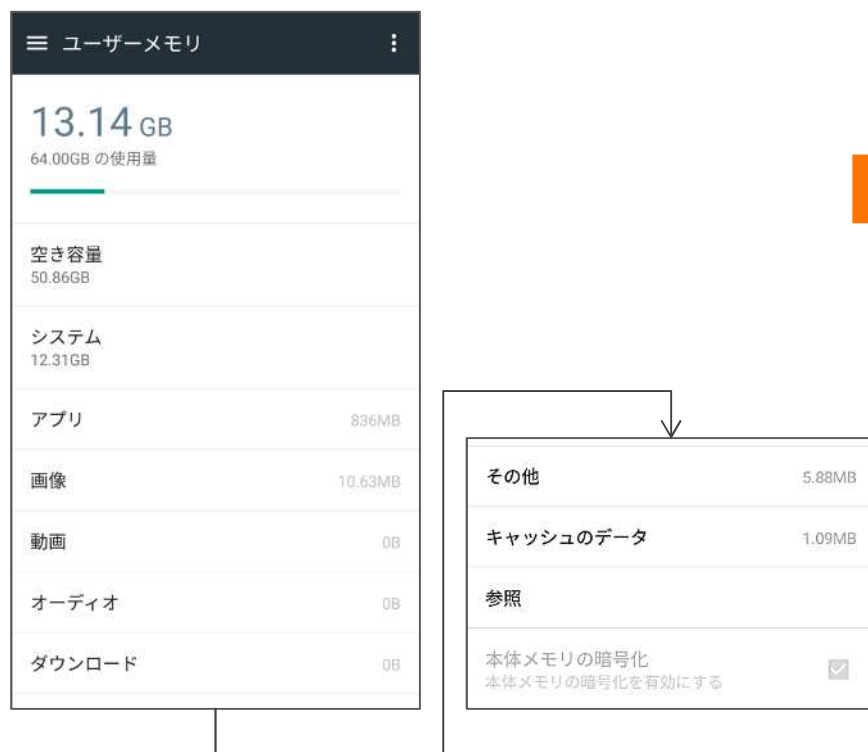 ユーザーメモリ
13.14 GB
64.00GB の使用量
空き容量
50.86GB
システム
12.31GB
アプリ 836MB
画像 10.63MB
動画 0B
オーディオ 0B
ダウンロード 0B
その他 5.88MB
キャッシュのデータ 1.09MB
参照
本体メモリの暗号化
本体メモリの暗号化を有効にする